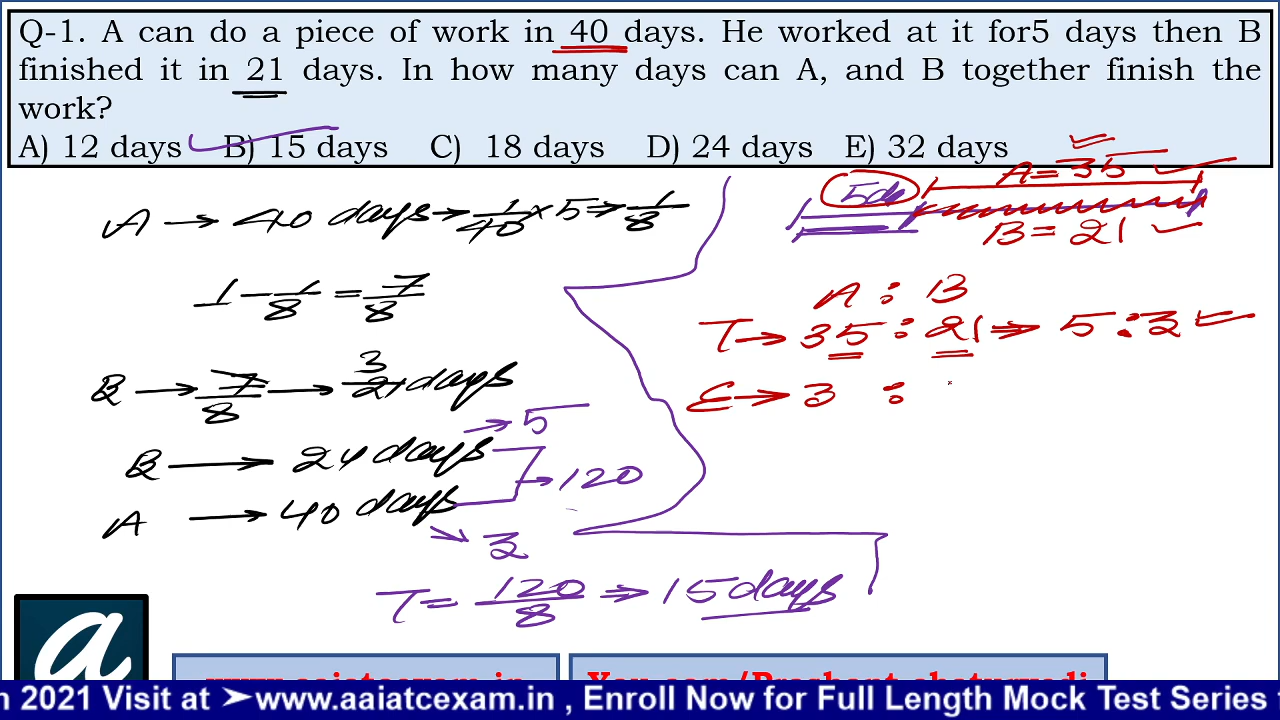 Q-1. A can do a piece of work in 40 days. He worked at it for5 days then B
finished it in 21 days. In how many days can A, and B together finish the
work?
A) 12 days B) 15 days C) 18 days D) 24 days E) 32 days
A → 40 days → 1/40 × 5 → 1/8
1 - 1/8 = 7/8
B → 7/8 → 21 days
3
B → 24 days
A → 40 days
→ 5
→ 120
→ 3
T = 120/8 ⇒ 15 days
A = 35
B = 21
A : B
T → 35 : 21 ⇒ 5 : 3
E → 3 :
a
n 2021 Visit at ➤www.aaiatcexam.in , Enroll Now for Full Length Mock Test Series